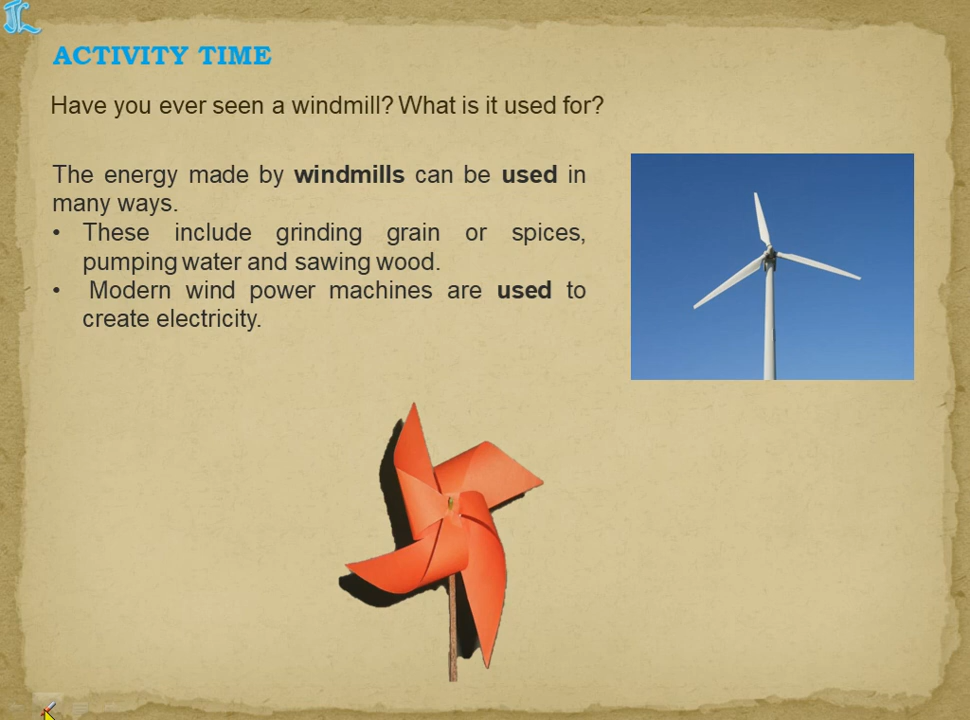 JL
ACTIVITY TIME
Have you ever seen a windmill? What is it used for?
The energy made by windmills can be used in
many ways.
• These include grinding grain or spices,
pumping water and sawing wood.
• Modern wind power machines are used to
create electricity.